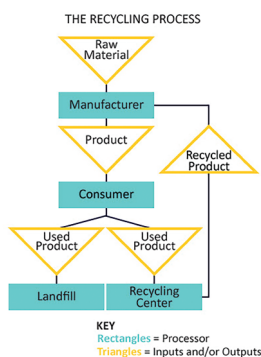 THE RECYCLING PROCESS
Raw
Material
Manufacturer
Product
Recycled
Product
Consumer
Used
Product
Used
Product
Landfill
Recycling
Center
KEY
Rectangles = Processor
Triangles = Inputs and/or Outputs